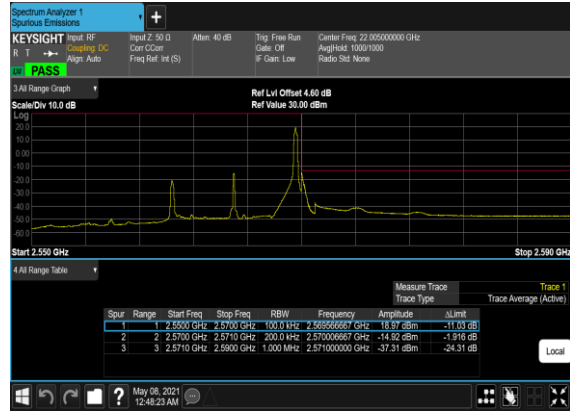 Spectrum Analyzer 1
Spurious Emissions
KEYSIGHT Input: RF Input Z: 50 Ω Atten: 40 dB Trig: Free Run Center Freq: 22.005000000 GHz
R T Coupling: DC Corr CCorr Gate: Off Avg|Hold: 1000/1000
Align: Auto Freq Ref: Int (S) IF Gain: Low Radio Std: None
PASS
3 All Range Graph
Ref Lvl Offset 4.60 dB
Scale/Div 10.0 dB Ref Value 30.00 dBm
Log
20.0
10.0
0.00
-10.0
-20.0
-30.0
-40.0
-50.0
-60.0
Start 2.550 GHz Stop 2.590 GHz
4 All Range Table
Measure Trace Trace 1
Trace Type Trace Average (Active)
Spur Range Start Freq Stop Freq RBW Frequency Amplitude ΔLimit
1 1 2.5500 GHz 2.5700 GHz 100.0 kHz 2.569566667 GHz 18.97 dBm -11.03 dB
2 2 2.5700 GHz 2.5710 GHz 200.0 kHz 2.570006667 GHz -14.92 dBm -1.916 dB
3 3 2.5710 GHz 2.5900 GHz 1.000 MHz 2.571000000 GHz -37.31 dBm -24.31 dB
Local
? May 08, 2021
12:48:23 AM